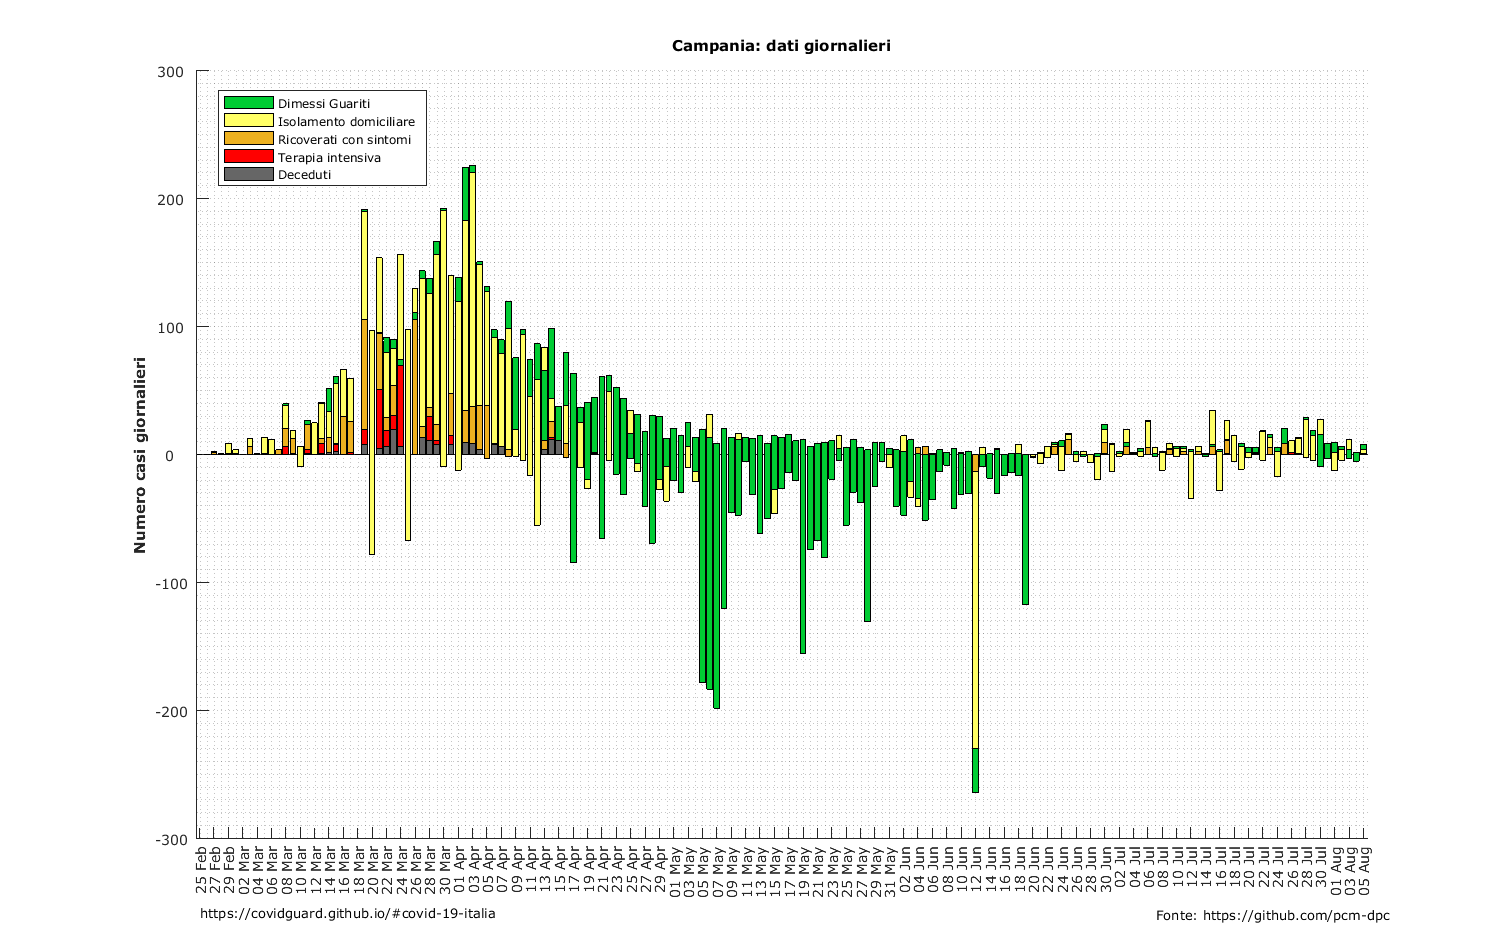 Campania: dati giornalieri
300
200
100
0
-100
-200
-300
Numero casi giornalieri
Dimessi Guariti
Isolamento domiciliare
Ricoverati con sintomi
Terapia intensiva
Deceduti
25 Feb
27 Feb
29 Feb
02 Mar
04 Mar
06 Mar
08 Mar
10 Mar
12 Mar
14 Mar
16 Mar
18 Mar
20 Mar
22 Mar
24 Mar
26 Mar
28 Mar
30 Mar
01 Apr
03 Apr
05 Apr
07 Apr
09 Apr
11 Apr
13 Apr
15 Apr
17 Apr
19 Apr
21 Apr
23 Apr
25 Apr
27 Apr
29 Apr
01 May
03 May
05 May
07 May
09 May
11 May
13 May
15 May
17 May
19 May
21 May
23 May
25 May
27 May
29 May
31 May
02 Jun
04 Jun
06 Jun
08 Jun
10 Jun
12 Jun
14 Jun
16 Jun
18 Jun
20 Jun
22 Jun
24 Jun
26 Jun
28 Jun
30 Jun
02 Jul
04 Jul
06 Jul
08 Jul
10 Jul
12 Jul
14 Jul
16 Jul
18 Jul
20 Jul
22 Jul
24 Jul
26 Jul
28 Jul
30 Jul
01 Aug
03 Aug
05 Aug
https://covidguard.github.io/#covid-19-italia
Fonte: https://github.com/pcm-dpc